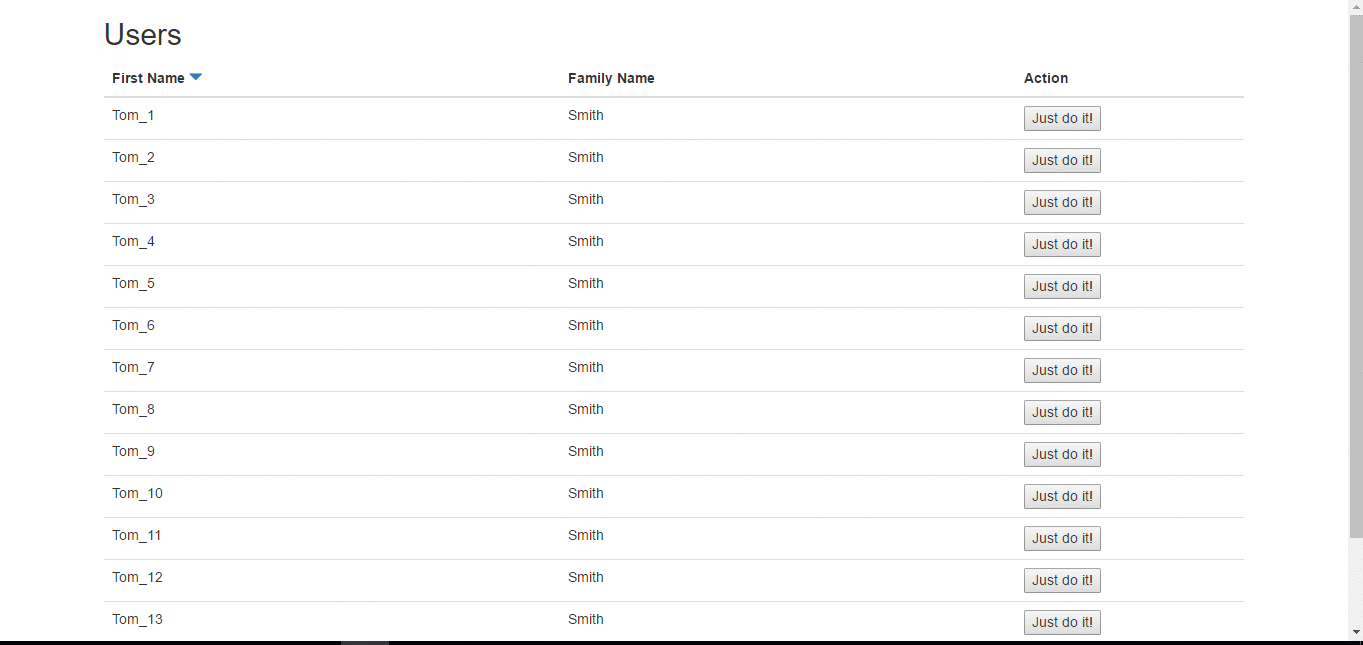 Users
First Name Family Name Action
Tom_1 Smith Just do it!
Tom_2 Smith Just do it!
Tom_3 Smith Just do it!
Tom_4 Smith Just do it!
Tom_5 Smith Just do it!
Tom_6 Smith Just do it!
Tom_7 Smith Just do it!
Tom_8 Smith Just do it!
Tom_9 Smith Just do it!
Tom_10 Smith Just do it!
Tom_11 Smith Just do it!
Tom_12 Smith Just do it!
Tom_13 Smith Just do it!